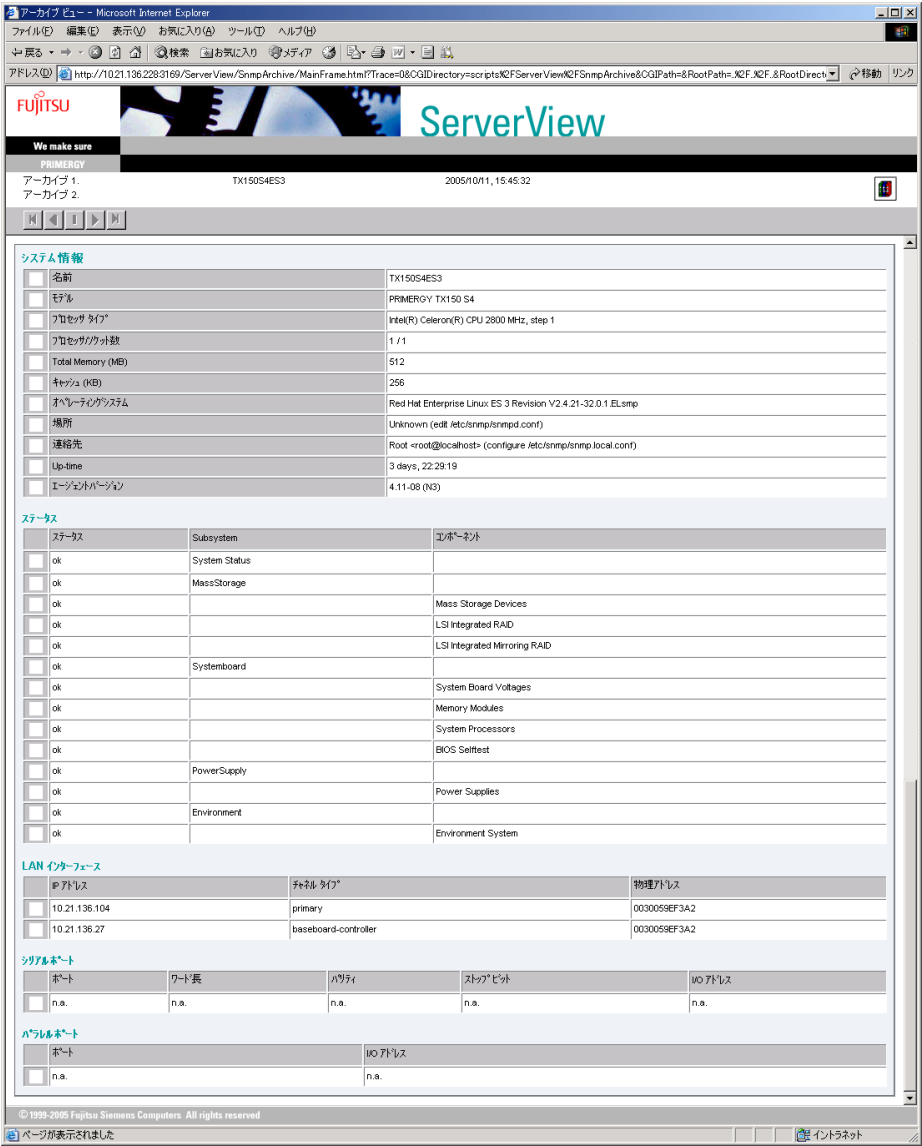 アーカイブ ビュー - Microsoft Internet Explorer
ファイル(F) 編集(E) 表示(V) お気に入り(A) ツール(T) ヘルプ(H)
戻る 検索 お気に入り メディア
アドレス(D) http://10.21.136.228:3169/ServerView/SnmpArchive/MainFrame.html?Trace=0&CGIDirectory=scripts%2FServerView%2FSnmpArchive&CGIPath=&RootPath=..%2F..%2F..&RootDirect 移動 リンク
FUJITSU
ServerView
We make sure
PRIMERGY
アーカイブ 1. TX150S4ES3 2005/10/11, 15:45:32
アーカイブ 2.
システム情報
名前 TX150S4ES3
ﾓﾃﾞﾙ PRIMERGY TX150 S4
ﾌﾟﾛｾｯｻ ﾀｲﾌﾟ Intel(R) Celeron(R) CPU 2800 MHz, step 1
ﾌﾟﾛｾｯｻ/ｿｹｯﾄ数 1 / 1
Total Memory (MB) 512
ｷｬｯｼｭ (KB) 256
ｵﾍﾟﾚｰﾃｨﾝｸﾞｼｽﾃﾑ Red Hat Enterprise Linux ES 3 Revision V2.4.21-32.0.1.ELsmp
場所 Unknown (edit /etc/snmp/snmpd.conf)
連絡先 Root <root@localhost> (configure /etc/snmp/snmp.local.conf)
Up-time 3 days, 22:29:19
ｴｰｼﾞｪﾝﾄﾊﾞｰｼﾞｮﾝ 4.11-08 (N3)
ｽﾃｰﾀｽ
ｽﾃｰﾀｽ Subsystem ｺﾝﾎﾟｰﾈﾝﾄ
ok System Status
ok MassStorage
ok Mass Storage Devices
ok LSI Integrated RAID
ok LSI Integrated Mirroring RAID
ok Systemboard
ok System Board Voltages
ok Memory Modules
ok System Processors
ok BIOS Selftest
ok PowerSupply
ok Power Supplies
ok Environment
ok Environment System
LAN ｲﾝﾀｰﾌｪｰｽ
IP ｱﾄﾞﾚｽ ﾁｬﾈﾙ ﾀｲﾌﾟ 物理ｱﾄﾞﾚｽ
10.21.136.104 primary 0030059EF3A2
10.21.136.27 baseboard-controller 0030059EF3A2
ｼﾘｱﾙ ﾎﾟｰﾄ
ﾎﾟｰﾄ ﾜｰﾄﾞ長 ﾊﾟﾘﾃｨ ｽﾄｯﾌﾟ ﾋﾞｯﾄ I/O ｱﾄﾞﾚｽ
n.a. n.a. n.a. n.a. n.a.
ﾊﾟﾗﾚﾙ ﾎﾟｰﾄ
ﾎﾟｰﾄ I/O ｱﾄﾞﾚｽ
n.a. n.a.
© 1999-2005 Fujitsu Siemens Computers All rights reserved
ページが表示されました イントラネット